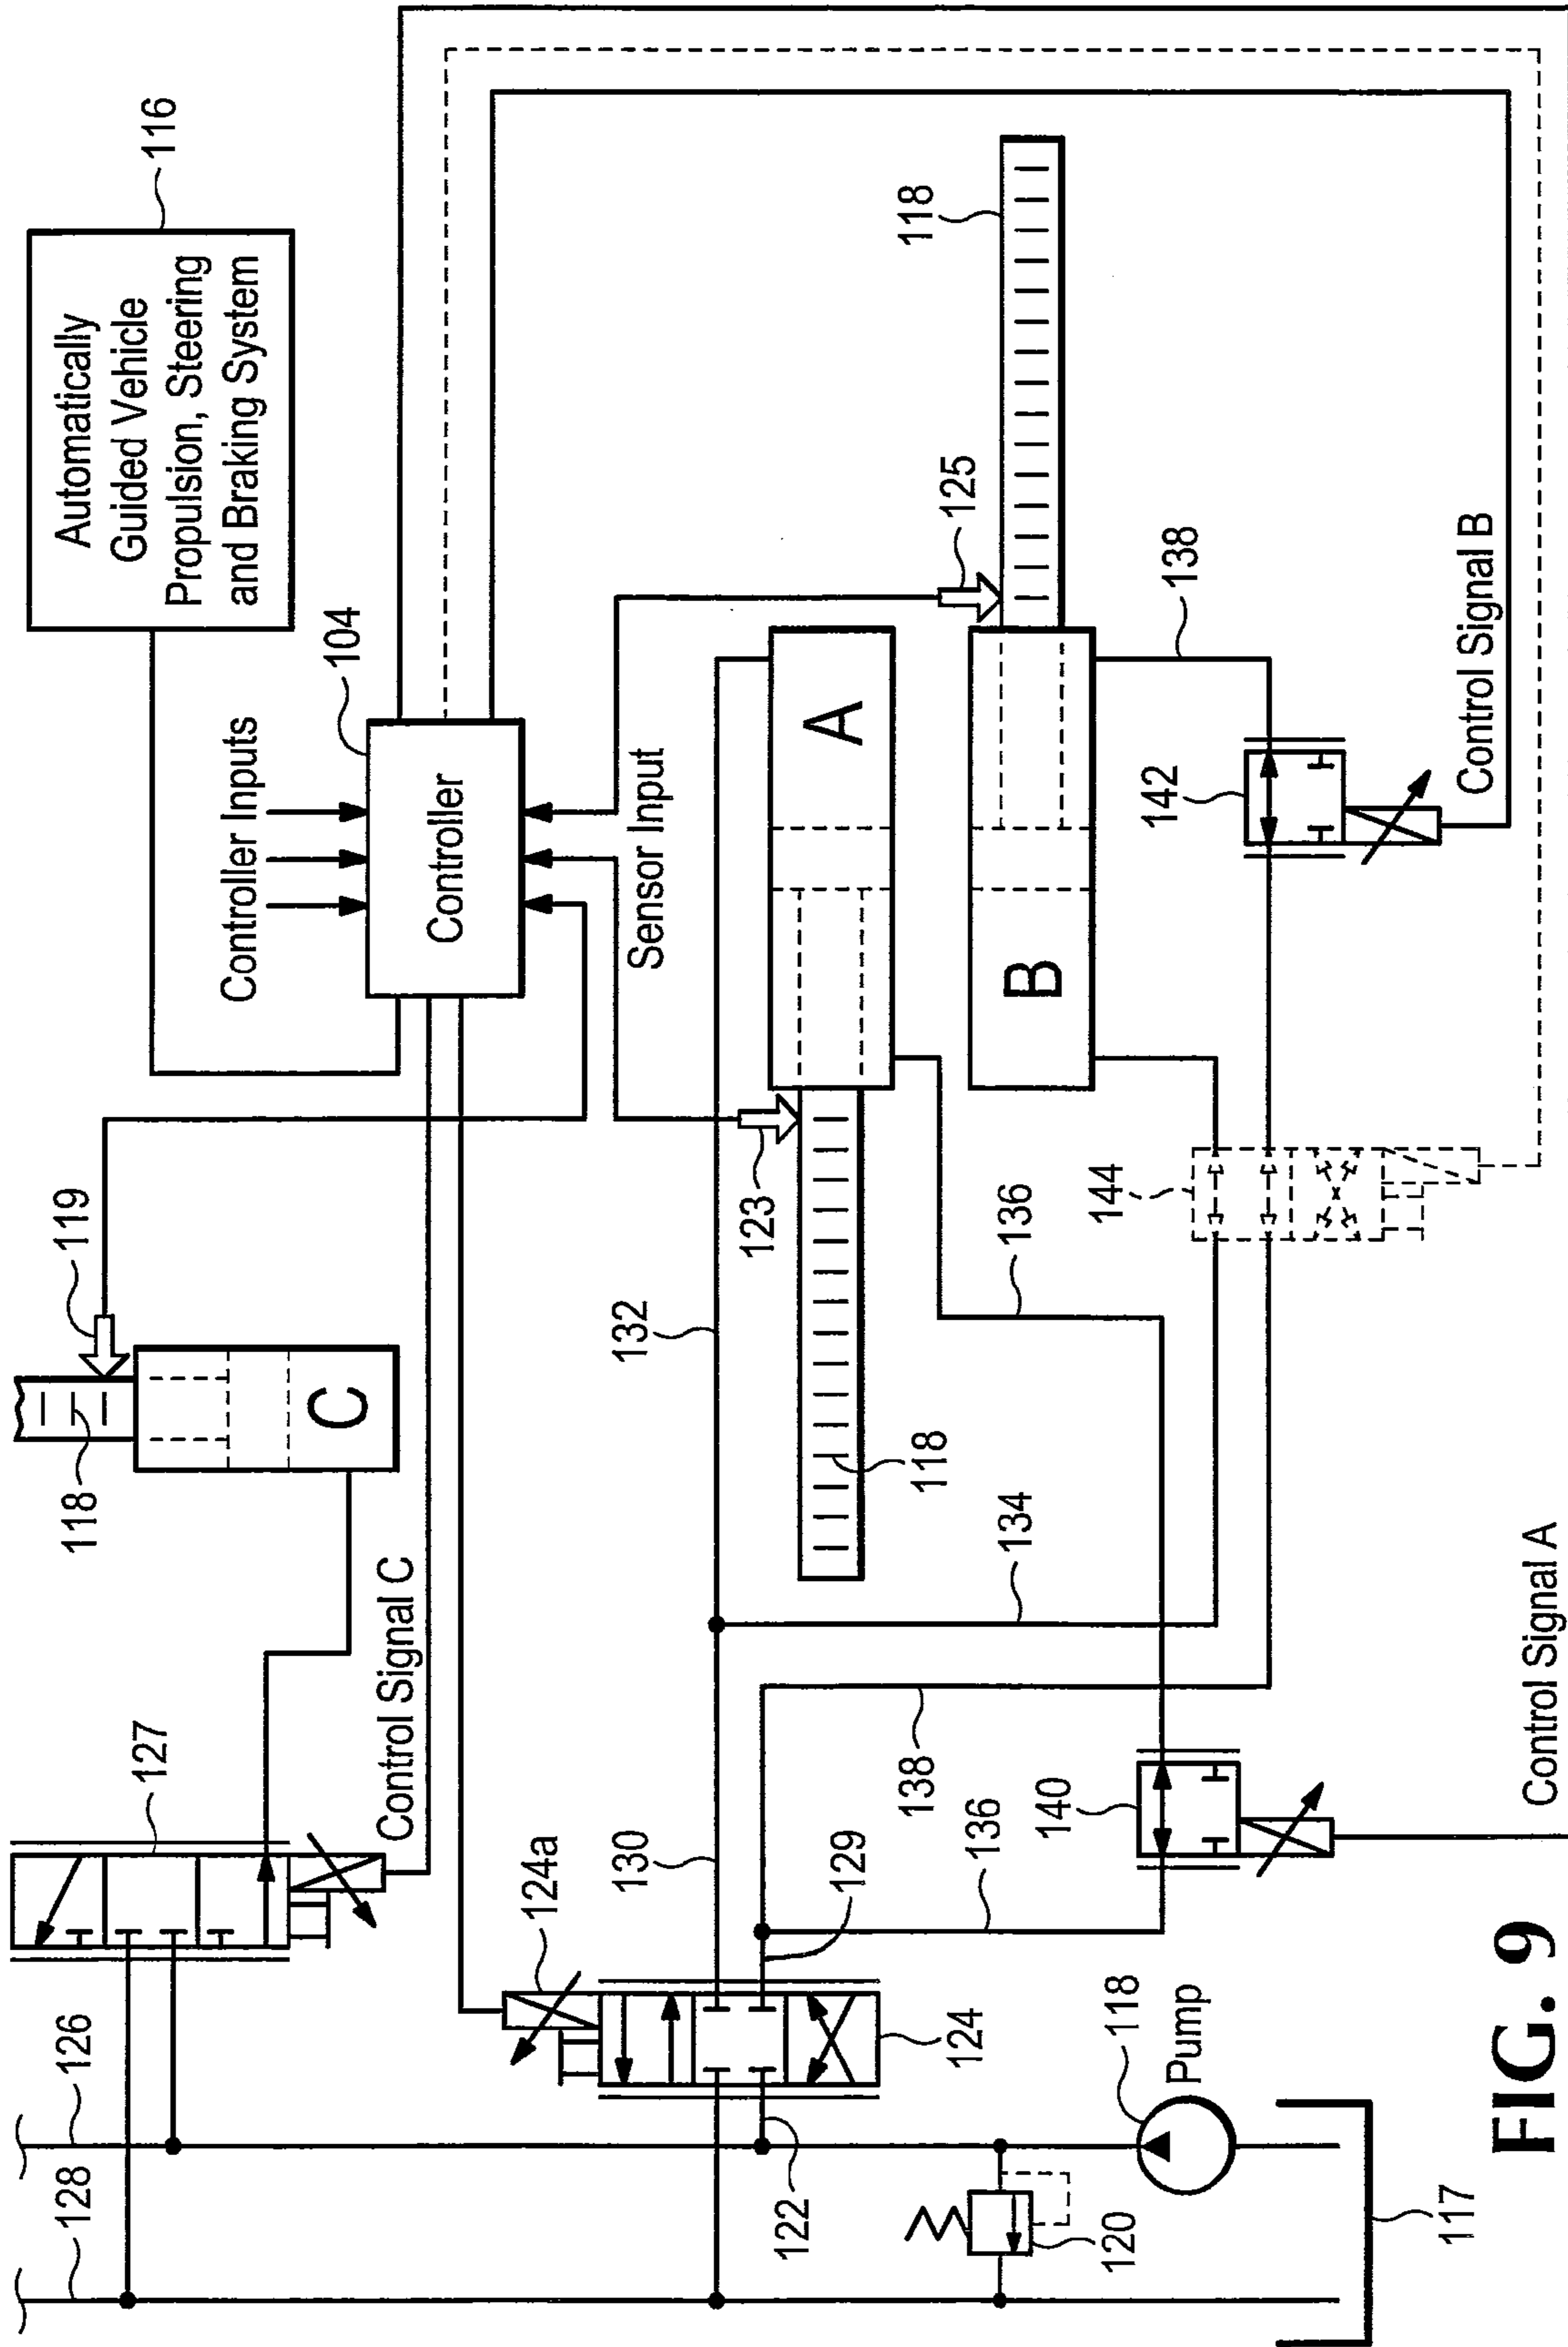 Automatically
Guided Vehicle
Propulsion, Steering
and Braking System
116
Controller Inputs
104
Controller
Sensor Input
119
118
C
Control Signal C
127
126
128
124a
130
129
124
122
132
123
A
125
118
118
B
138
136
134
144
142
Control Signal B
138
136
140
Control Signal A
118
Pump
120
117
FIG. 9